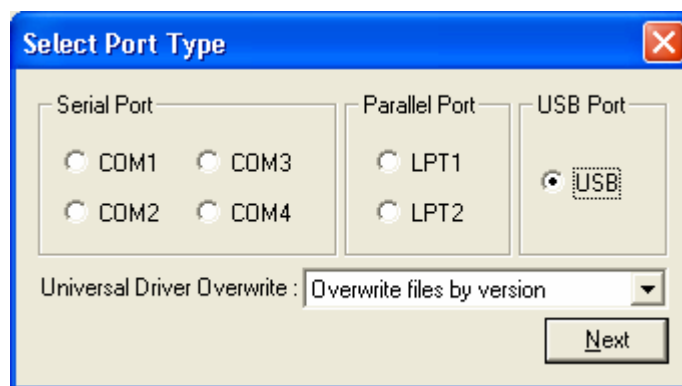 Select Port Type
Serial Port
Parallel Port
USB Port
COM1
COM3
LPT1
USB
COM2
COM4
LPT2
Universal Driver Overwrite : Overwrite files by version
Next